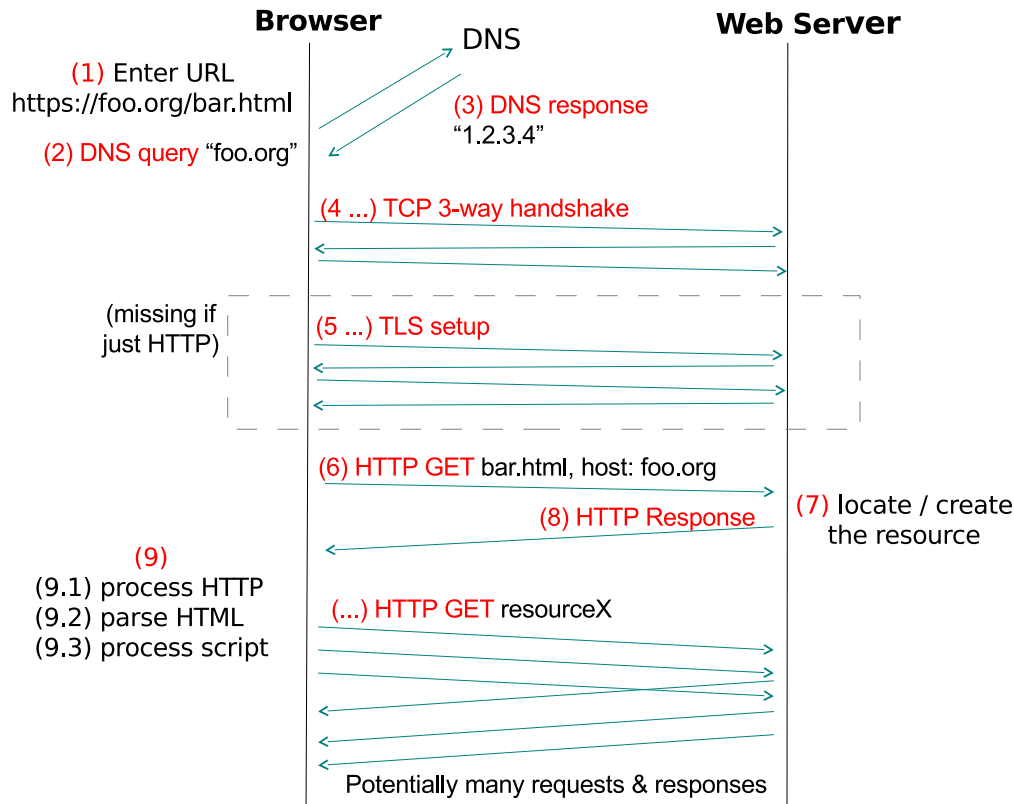 Browser
Web Server
DNS
(1) Enter URL
https://foo.org/bar.html
(3) DNS response
“1.2.3.4”
(2) DNS query “foo.org”
(4 ...) TCP 3-way handshake
(missing if
just HTTP)
(5 ...) TLS setup
(6) HTTP GET bar.html, host: foo.org
(7) locate / create
the resource
(8) HTTP Response
(9)
(9.1) process HTTP
(9.2) parse HTML
(9.3) process script
(...) HTTP GET resourceX
Potentially many requests & responses